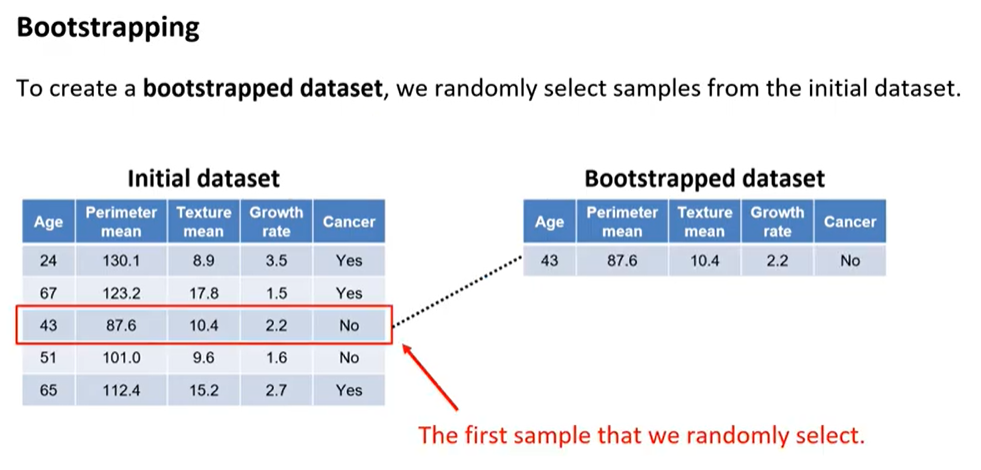 Bootstrapping
To create a bootstrapped dataset, we randomly select samples from the initial dataset.
Initial dataset
Age Perimeter mean Texture mean Growth rate Cancer
24 130.1 8.9 3.5 Yes
67 123.2 17.8 1.5 Yes
43 87.6 10.4 2.2 No
51 101.0 9.6 1.6 No
65 112.4 15.2 2.7 Yes
Bootstrapped dataset
Age Perimeter mean Texture mean Growth rate Cancer
43 87.6 10.4 2.2 No
The first sample that we randomly select.